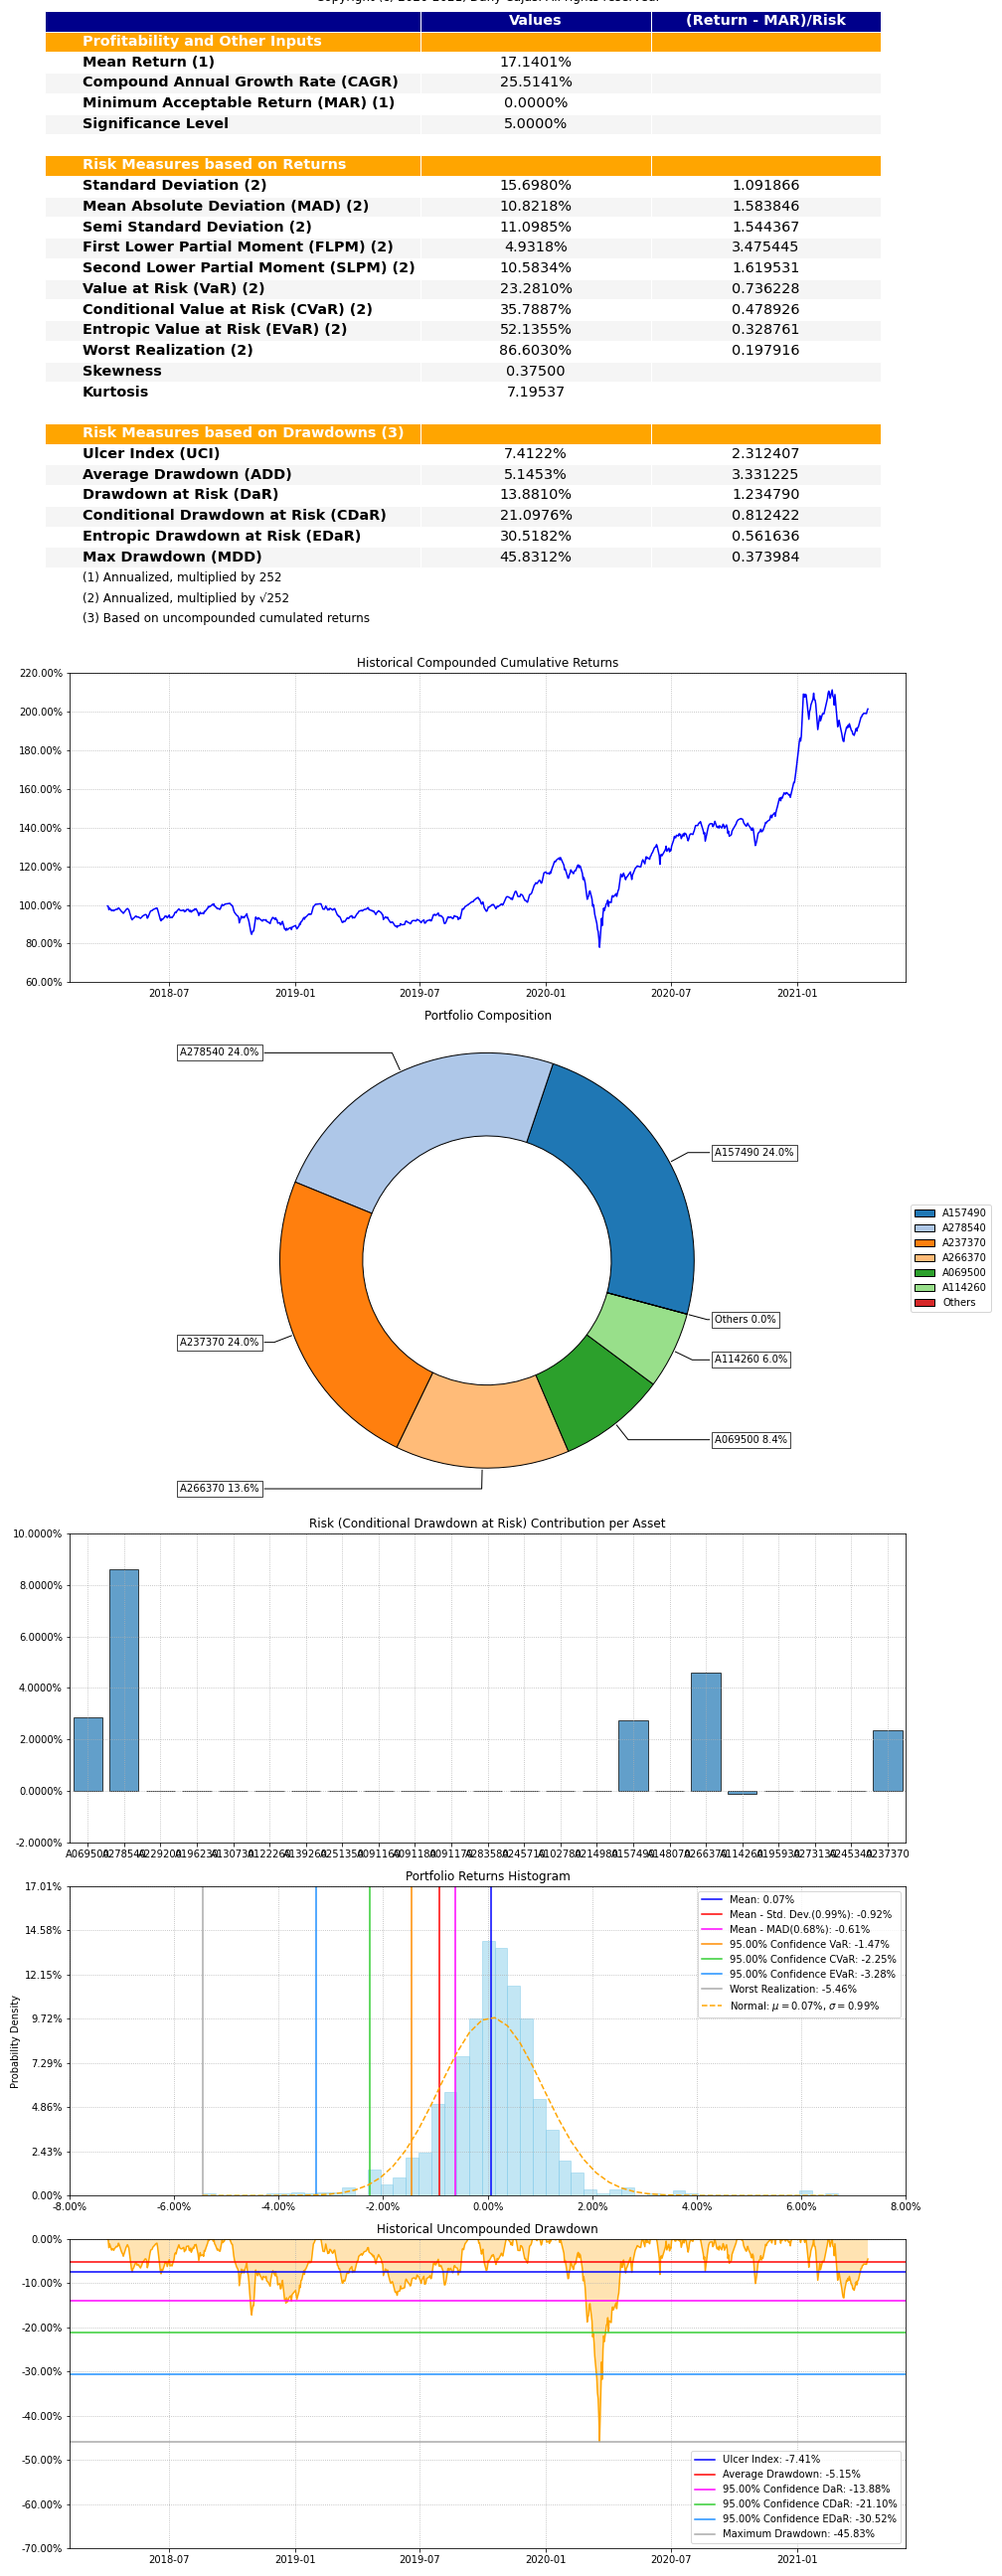 Copyright (c) 2020-2021, Dany Cajas. All rights reserved.
Values (Return - MAR)/Risk
Profitability and Other Inputs
Mean Return (1) 17.1401%
Compound Annual Growth Rate (CAGR) 25.5141%
Minimum Acceptable Return (MAR) (1) 0.0000%
Significance Level 5.0000%
Risk Measures based on Returns
Standard Deviation (2) 15.6980% 1.091866
Mean Absolute Deviation (MAD) (2) 10.8218% 1.583846
Semi Standard Deviation (2) 11.0985% 1.544367
First Lower Partial Moment (FLPM) (2) 4.9318% 3.475445
Second Lower Partial Moment (SLPM) (2) 10.5834% 1.619531
Value at Risk (VaR) (2) 23.2810% 0.736228
Conditional Value at Risk (CVaR) (2) 35.7887% 0.478926
Entropic Value at Risk (EVaR) (2) 52.1355% 0.328761
Worst Realization (2) 86.6030% 0.197916
Skewness 0.37500
Kurtosis 7.19537
Risk Measures based on Drawdowns (3)
Ulcer Index (UCI) 7.4122% 2.312407
Average Drawdown (ADD) 5.1453% 3.331225
Drawdown at Risk (DaR) 13.8810% 1.234790
Conditional Drawdown at Risk (CDaR) 21.0976% 0.812422
Entropic Drawdown at Risk (EDaR) 30.5182% 0.561636
Max Drawdown (MDD) 45.8312% 0.373984
(1) Annualized, multiplied by 252
(2) Annualized, multiplied by √252
(3) Based on uncompounded cumulated returns
Historical Compounded Cumulative Returns
220.00%
200.00%
180.00%
160.00%
140.00%
120.00%
100.00%
80.00%
60.00%
2018-07 2019-01 2019-07 2020-01 2020-07 2021-01
Portfolio Composition
A278540 24.0%
A157490 24.0%
A157490
A278540
A237370
A266370
A069500
A114260
Others
Others 0.0%
A237370 24.0%
A114260 6.0%
A069500 8.4%
A266370 13.6%
Risk (Conditional Drawdown at Risk) Contribution per Asset
10.0000%
8.0000%
6.0000%
4.0000%
2.0000%
0.0000%
-2.0000%
A237370
Portfolio Returns Histogram
Probability Density
17.01%
14.58%
12.15%
9.72%
7.29%
4.86%
2.43%
0.00%
Mean: 0.07%
Mean - Std. Dev.(0.99%): -0.92%
Mean - MAD(0.68%): -0.61%
95.00% Confidence VaR: -1.47%
95.00% Confidence CVaR: -2.25%
95.00% Confidence EVaR: -3.28%
Worst Realization: -5.46%
Normal: μ = 0.07%, σ = 0.99%
-8.00% -6.00% -4.00% -2.00% 0.00% 2.00% 4.00% 6.00% 8.00%
Historical Uncompounded Drawdown
0.00%
-10.00%
-20.00%
-30.00%
-40.00%
-50.00%
-60.00%
-70.00%
Ulcer Index: -7.41%
Average Drawdown: -5.15%
95.00% Confidence DaR: -13.88%
95.00% Confidence CDaR: -21.10%
95.00% Confidence EDaR: -30.52%
Maximum Drawdown: -45.83%
2018-07 2019-01 2019-07 2020-01 2020-07 2021-01